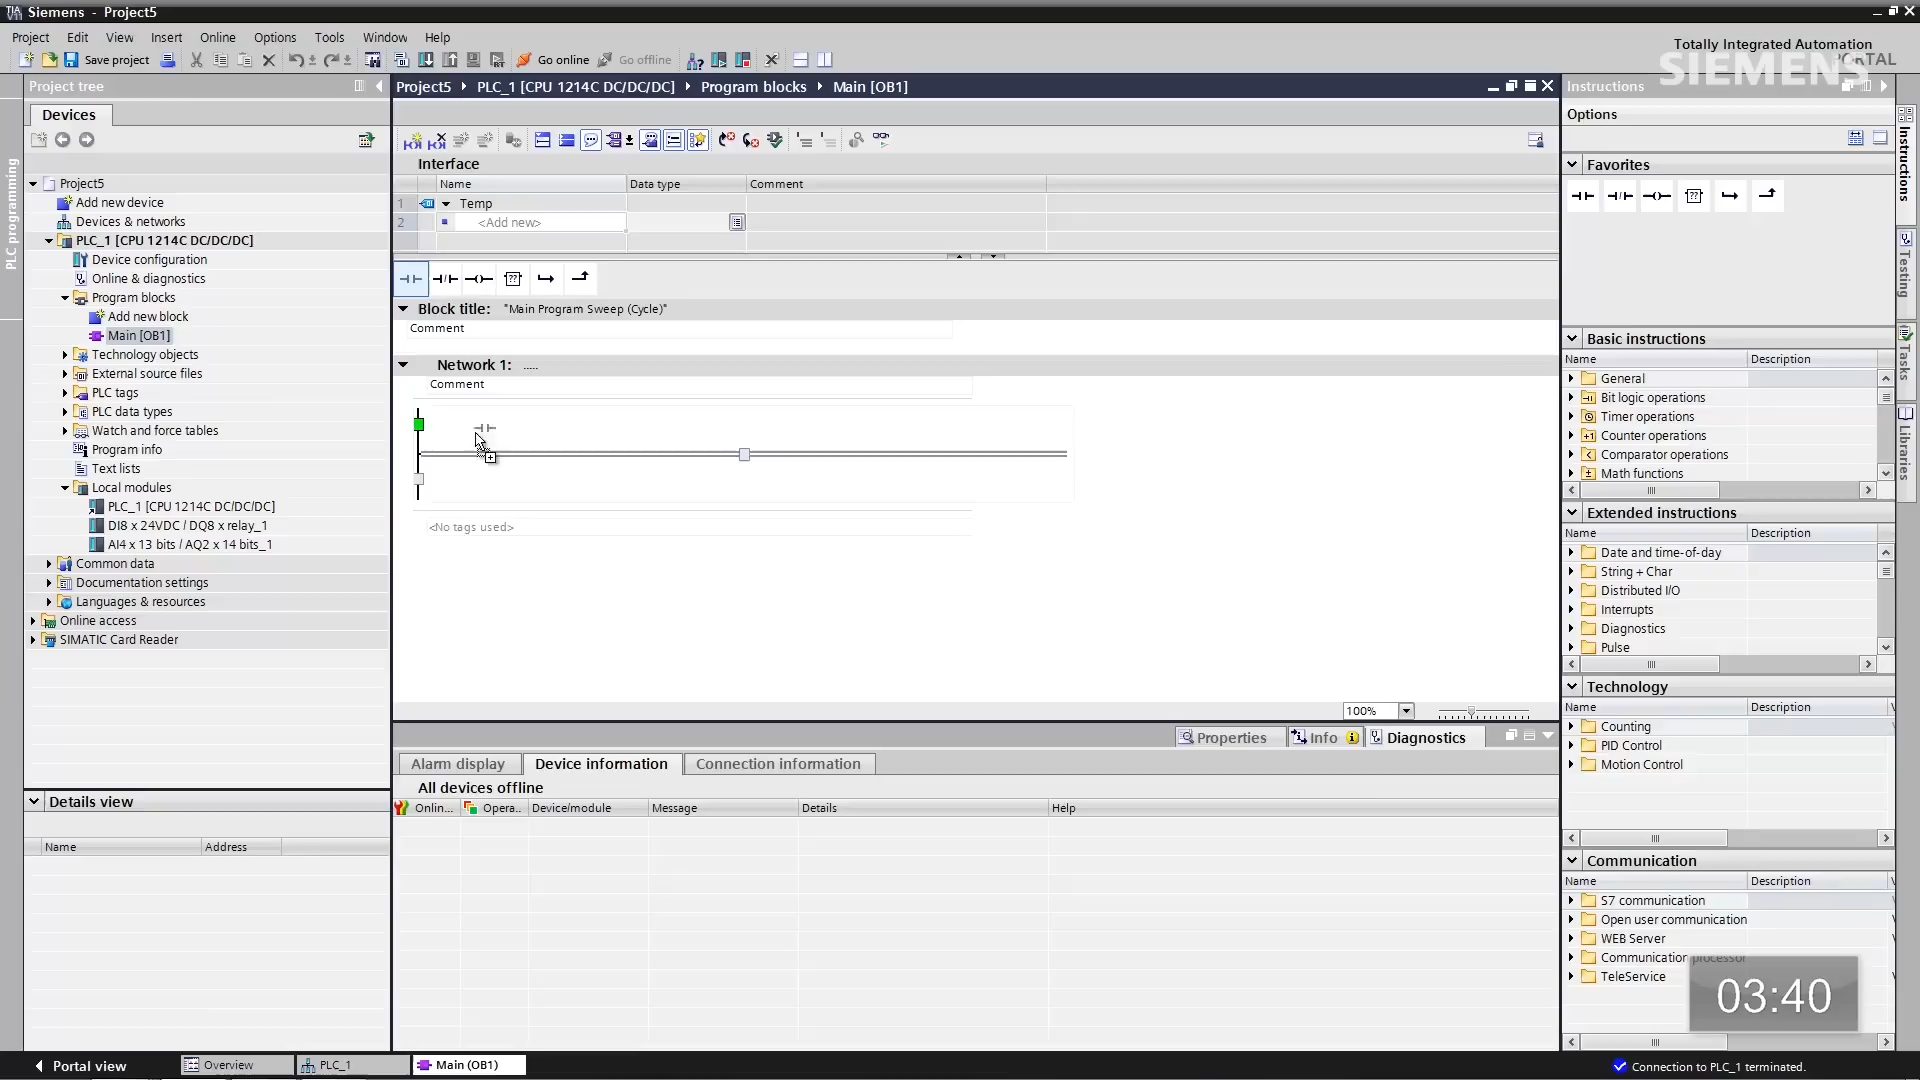 Siemens - Project5
Project Edit View Insert Online Options Tools Window Help
Save project Go online Go offline
Totally Integrated Automation
PORTAL
SIEMENS
Project tree
Project5 PLC_1 [CPU 1214C DC/DC/DC] Program blocks Main [OB1]
Instructions
Devices
Options
PLC programming
Project5
Add new device
Devices & networks
PLC_1 [CPU 1214C DC/DC/DC]
Device configuration
Online & diagnostics
Program blocks
Add new block
Main [OB1]
Technology objects
External source files
PLC tags
PLC data types
Watch and force tables
Program info
Text lists
Local modules
PLC_1 [CPU 1214C DC/DC/DC]
DI8 x 24VDC / DQ8 x relay_1
AI4 x 13 bits / AQ2 x 14 bits_1
Common data
Documentation settings
Languages & resources
Online access
SIMATIC Card Reader
Details view
Name Address
Interface
Name Data type Comment
1 Temp
2 <Add new>
??
Block title: "Main Program Sweep (Cycle)"
Comment
Network 1: .....
Comment
<No tags used>
100%
Properties Info Diagnostics
Alarm display Device information Connection information
All devices offline
Onlin... Opera.. Device/module Message Details Help
Favorites
??
Basic instructions
Name Description
General
Bit logic operations
Timer operations
Counter operations
Comparator operations
Math functions
Extended instructions
Name Description
Date and time-of-day
String + Char
Distributed I/O
Interrupts
Diagnostics
Pulse
Technology
Name Description
Counting
PID Control
Motion Control
Communication
Name Description
S7 communication
Open user communication
WEB Server
Communication processor
TeleService
03:40
Instructions
Testing
Tasks
Libraries
Portal view Overview PLC_1 Main (OB1)
Connection to PLC_1 terminated.